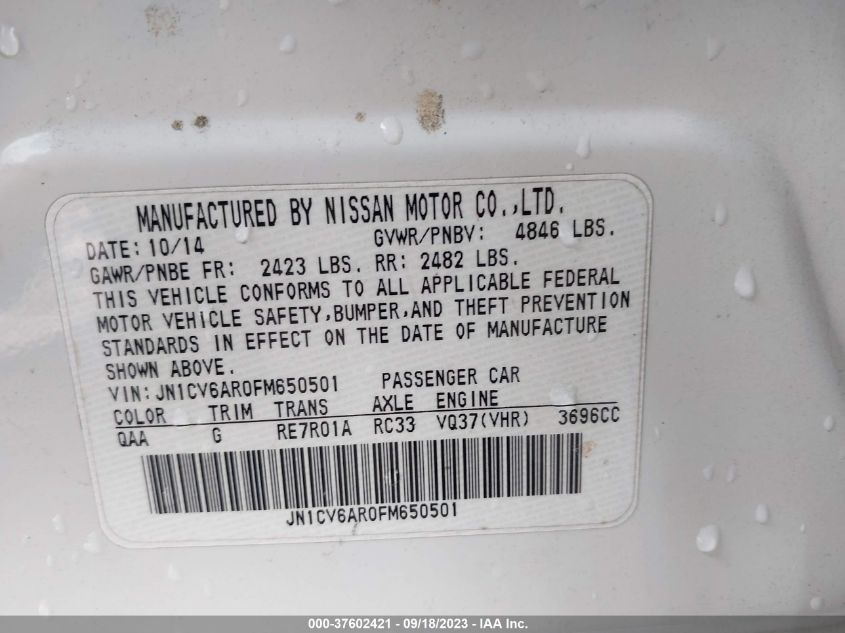 MANUFACTURED BY NISSAN MOTOR CO.,LTD.
DATE: 10/14 GVWR/PNBV: 4846 LBS.
GAWR/PNBE FR: 2423 LBS. RR: 2482 LBS.
THIS VEHICLE CONFORMS TO ALL APPLICABLE FEDERAL
MOTOR VEHICLE SAFETY,BUMPER,AND THEFT PREVENTION
STANDARDS IN EFFECT ON THE DATE OF MANUFACTURE
SHOWN ABOVE.
VIN: JN1CV6AR0FM650501 PASSENGER CAR
COLOR TRIM TRANS AXLE ENGINE
QAA G RE7R01A RC33 VQ37(VHR) 3696CC
JN1CV6AR0FM650501
000-37602421 - 09/18/2023 - IAA Inc.